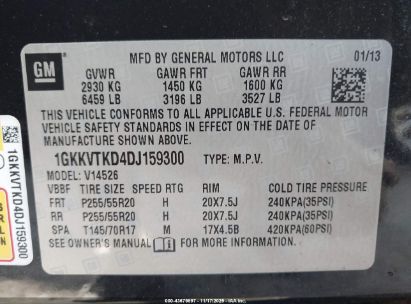 GM
MFD BY GENERAL MOTORS LLC 01/13
GVWR GAWR FRT GAWR RR
2930 KG 1450 KG 1600 KG
6459 LB 3196 LB 3527 LB
THIS VEHICLE CONFORMS TO ALL APPLICABLE U.S. FEDERAL MOTOR
VEHICLE SAFETY AND THEFT PREVENTION STANDARDS IN EFFECT ON THE DATE OF
MANUFACTURE SHOWN ABOVE.
1GKKVTKD4DJ159300 TYPE: M.P.V.
MODEL: V14526
VBBF TIRE SIZE SPEED RTG RIM COLD TIRE PRESSURE
FRT P255/55R20 H 20X7.5J 240KPA(35PSI)
RR P255/55R20 H 20X7.5J 240KPA(35PSI)
SPA T145/70R17 M 17X4.5B 420KPA(60PSI)
SEE OWNER'S MANUAL FOR MORE INFORMATION.
1GKKVTKD4DJ159300